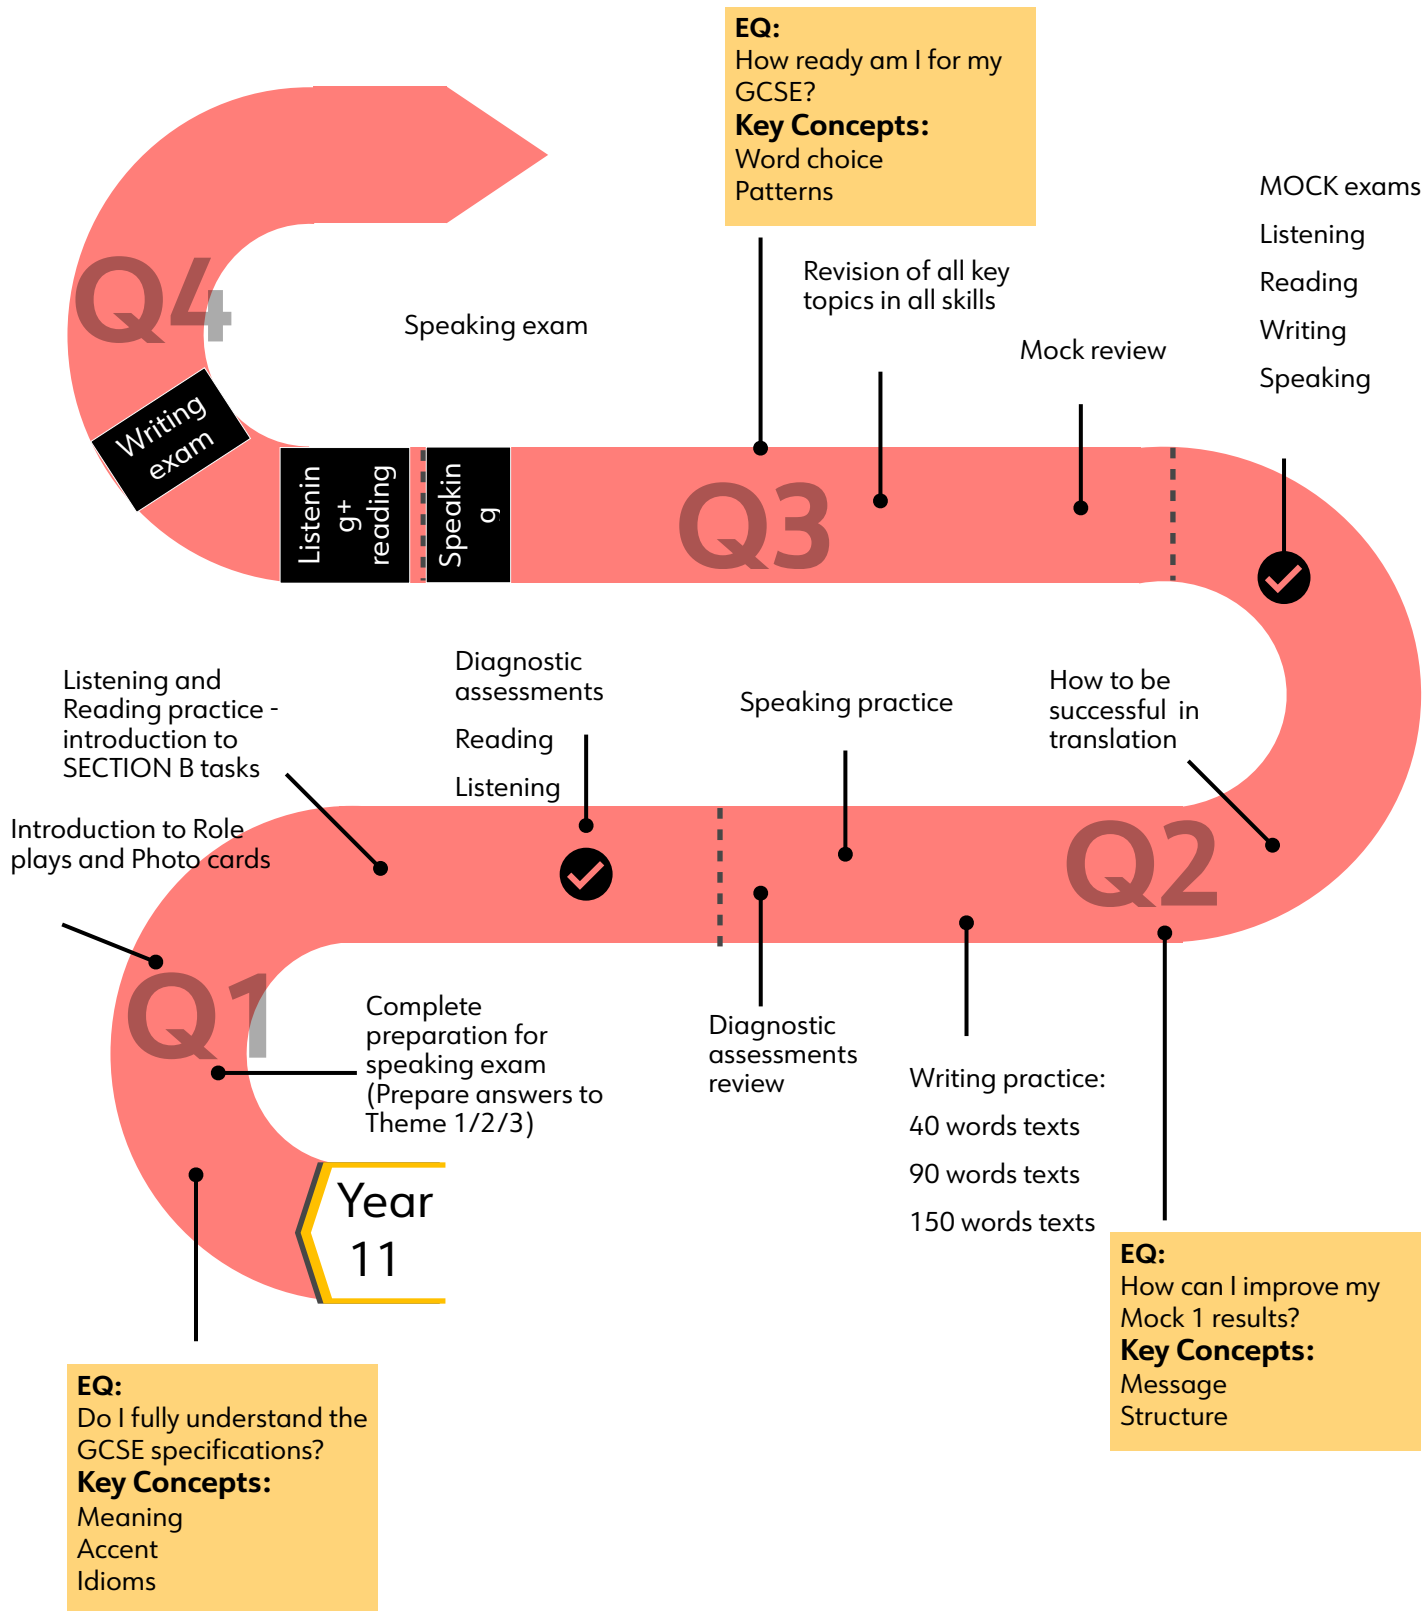 EQ:
How ready am I for my
GCSE?
Key Concepts:
Word choice
Patterns
MOCK exams
Listening
Reading
Writing
Speaking
Revision of all key
topics in all skills
Mock review
Speaking exam
Q4
Writing
exam
Listenin
g+
reading
Speakin
g
Q3
Listening and
Reading practice -
introduction to
SECTION B tasks
Diagnostic
assessments
Reading
Listening
Speaking practice
How to be
successful in
translation
Introduction to Role
plays and Photo cards
Q2
Q1
Complete
preparation for
speaking exam
(Prepare answers to
Theme 1/2/3)
Diagnostic
assessments
review
Writing practice:
40 words texts
90 words texts
150 words texts
Year
11
EQ:
How can I improve my
Mock 1 results?
Key Concepts:
Message
Structure
EQ:
Do I fully understand the
GCSE specifications?
Key Concepts:
Meaning
Accent
Idioms